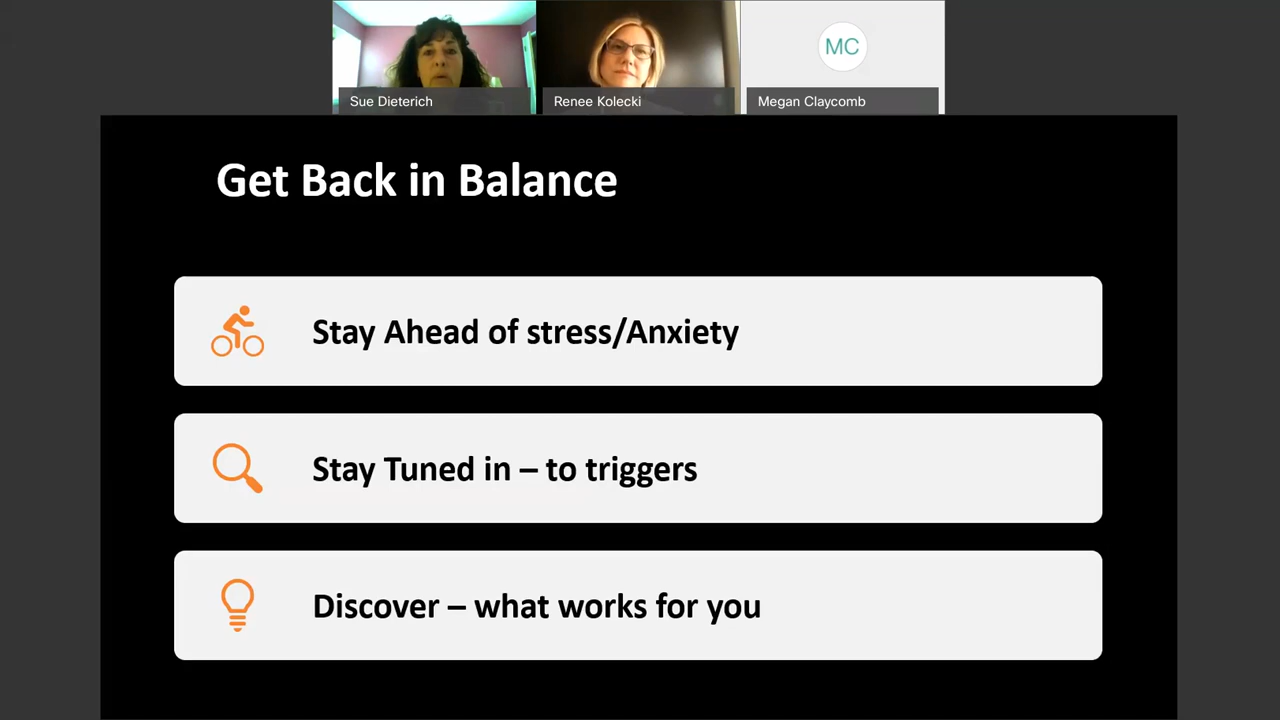 Sue Dieterich
Renee Kolecki
MC
Megan Claycomb
Get Back in Balance
Stay Ahead of stress/Anxiety
Stay Tuned in – to triggers
Discover – what works for you